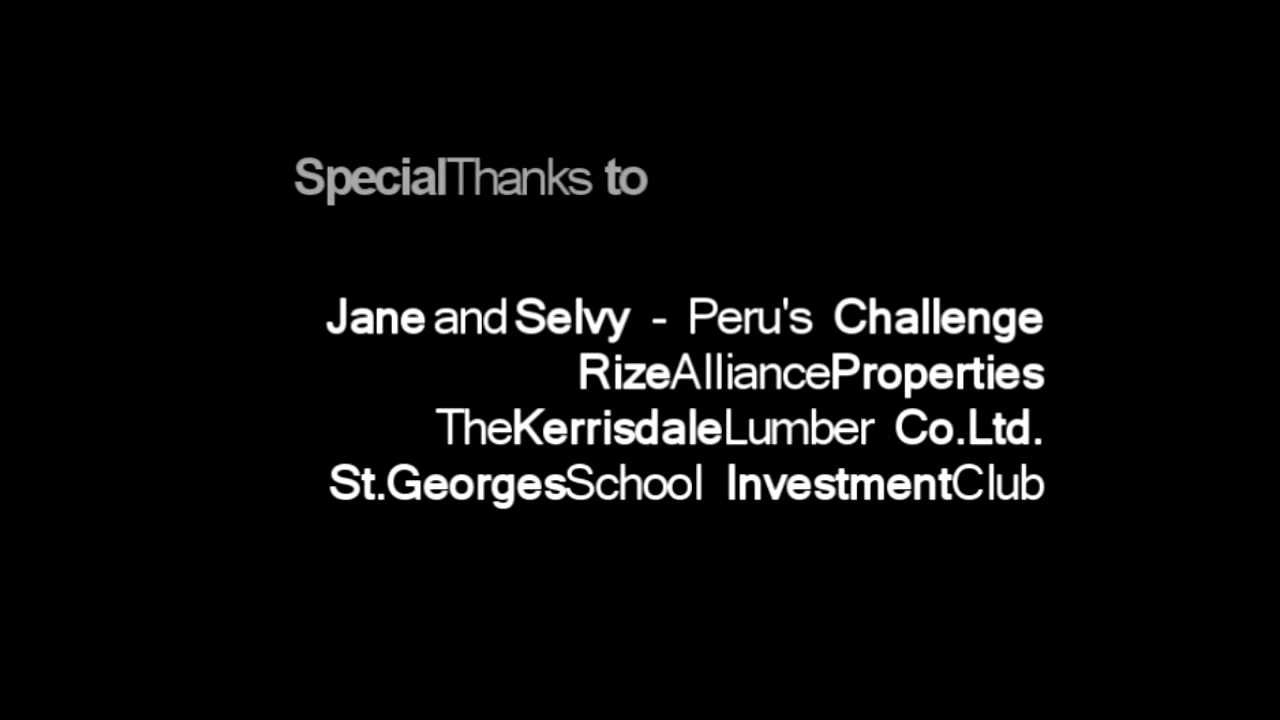 SpecialThanks to
Jane and Selvy - Peru's Challenge
RizeAllianceProperties
TheKerrisdaleLumber Co.Ltd.
St.GeorgesSchool InvestmentClub